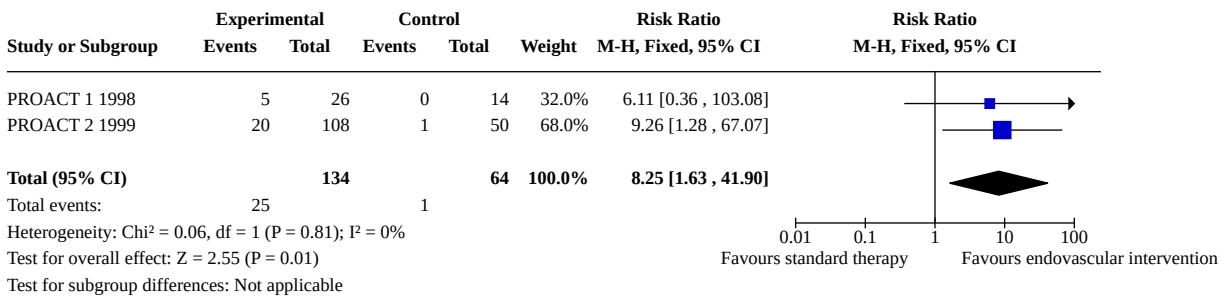 Experimental Control Risk Ratio Risk Ratio
Study or Subgroup Events Total Events Total Weight M-H, Fixed, 95% CI M-H, Fixed, 95% CI
PROACT 1 1998 5 26 0 14 32.0% 6.11 [0.36 , 103.08]
PROACT 2 1999 20 108 1 50 68.0% 9.26 [1.28 , 67.07]
Total (95% CI) 134 64 100.0% 8.25 [1.63 , 41.90]
Total events: 25 1
Heterogeneity: Chi² = 0.06, df = 1 (P = 0.81); I² = 0%
0.01 0.1 1 10 100
Test for overall effect: Z = 2.55 (P = 0.01) Favours standard therapy Favours endovascular intervention
Test for subgroup differences: Not applicable